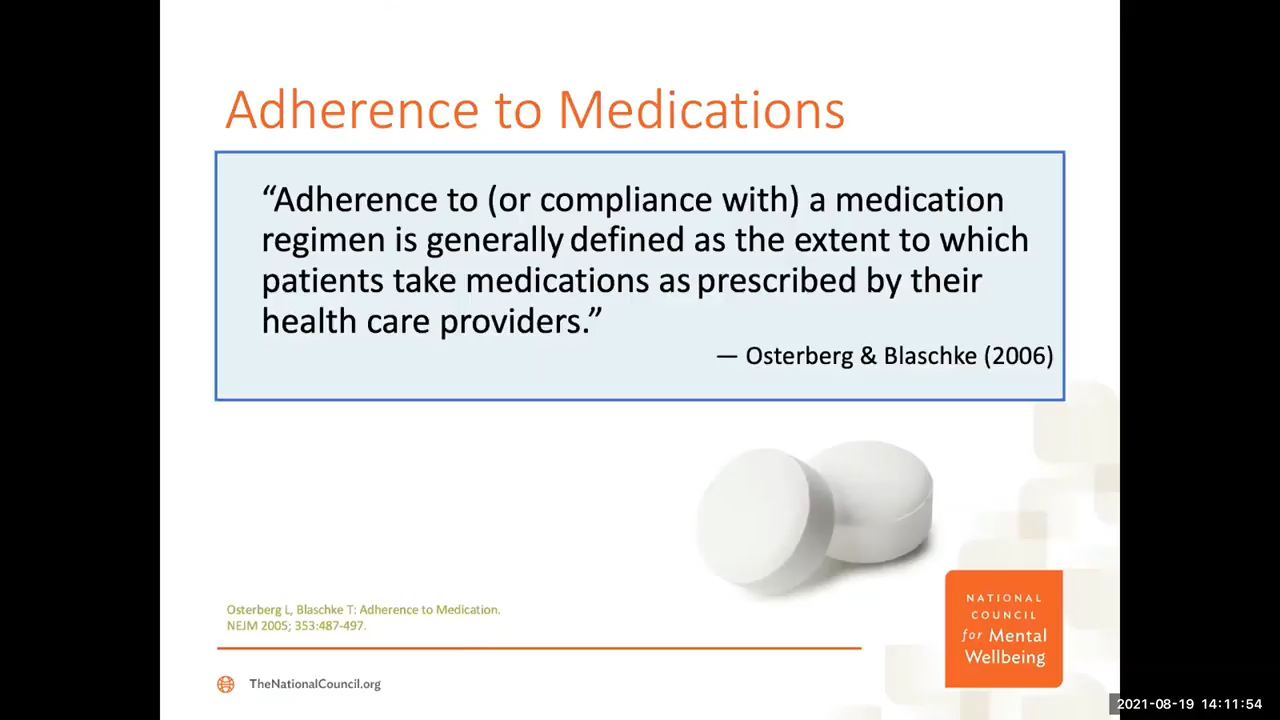 Adherence to Medications
“Adherence to (or compliance with) a medication
regimen is generally defined as the extent to which
patients take medications as prescribed by their
health care providers.”
— Osterberg & Blaschke (2006)
Osterberg L, Blaschke T: Adherence to Medication.
NEJM 2005; 353:487-497.
NATIONAL
COUNCIL
for Mental
Wellbeing
TheNationalCouncil.org
2021-08-19 14:11:54